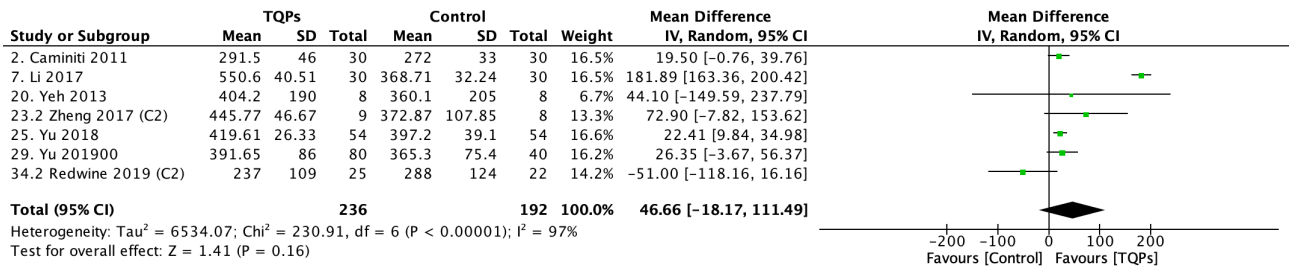 TQPs Control Mean Difference Mean Difference
Study or Subgroup Mean SD Total Mean SD Total Weight IV, Random, 95% CI IV, Random, 95% CI
2. Caminiti 2011 291.5 46 30 272 33 30 16.5% 19.50 [−0.76, 39.76]
7. Li 2017 550.6 40.51 30 368.71 32.24 30 16.5% 181.89 [163.36, 200.42]
20. Yeh 2013 404.2 190 8 360.1 205 8 6.7% 44.10 [−149.59, 237.79]
23.2 Zheng 2017 (C2) 445.77 46.67 9 372.87 107.85 8 13.3% 72.90 [−7.82, 153.62]
25. Yu 2018 419.61 26.33 54 397.2 39.1 54 16.6% 22.41 [9.84, 34.98]
29. Yu 201900 391.65 86 80 365.3 75.4 40 16.2% 26.35 [−3.67, 56.37]
34.2 Redwine 2019 (C2) 237 109 25 288 124 22 14.2% −51.00 [−118.16, 16.16]
Total (95% CI) 236 192 100.0% 46.66 [−18.17, 111.49]
Heterogeneity: Tau² = 6534.07; Chi² = 230.91, df = 6 (P < 0.00001); I² = 97%
Test for overall effect: Z = 1.41 (P = 0.16)
−200 −100 0 100 200
Favours [Control] Favours [TQPs]